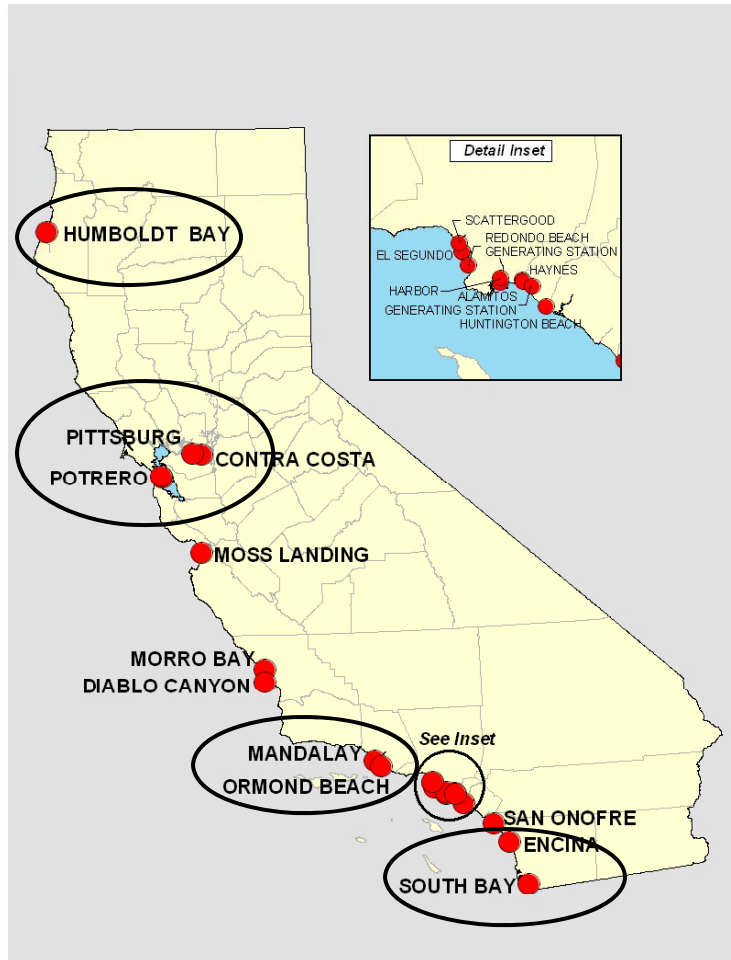 Detail Inset
SCATTERGOOD
REDONDO BEACH
GENERATING STATION
EL SEGUNDO
HAYNES
HARBOR
ALAMITOS
GENERATING STATION
HUNTINGTON BEACH
HUMBOLDT BAY
PITTSBURG
CONTRA COSTA
POTRERO
MOSS LANDING
MORRO BAY
DIABLO CANYON
See Inset
MANDALAY
ORMOND BEACH
SAN ONOFRE
ENCINA
SOUTH BAY